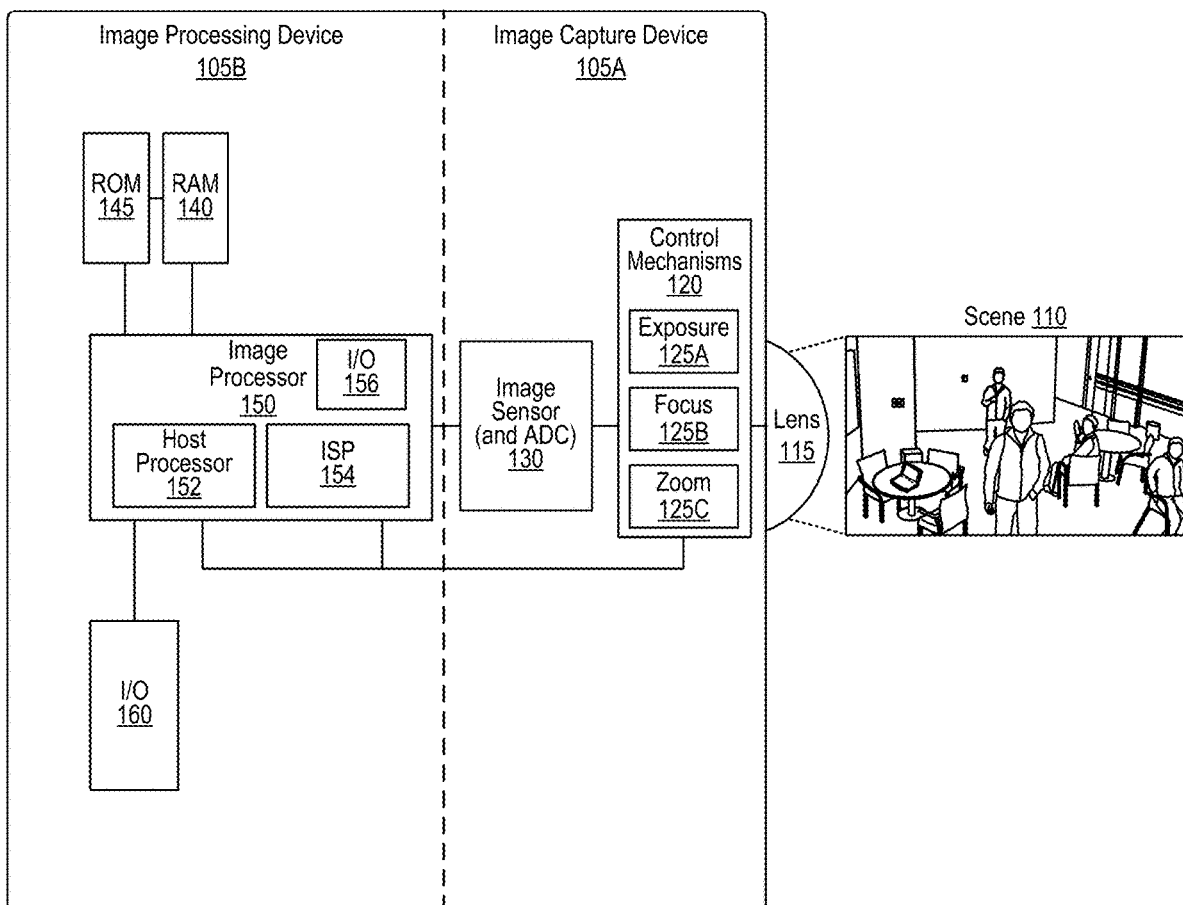 Image Processing Device
105B
Image Capture Device
105A
ROM
145
RAM
140
Control
Mechanisms
120
Exposure
125A
Focus
125B
Zoom
125C
Scene 110
Lens
115
Image
Processor
150
I/O
156
Host
Processor
152
ISP
154
Image
Sensor
(and ADC)
130
I/O
160